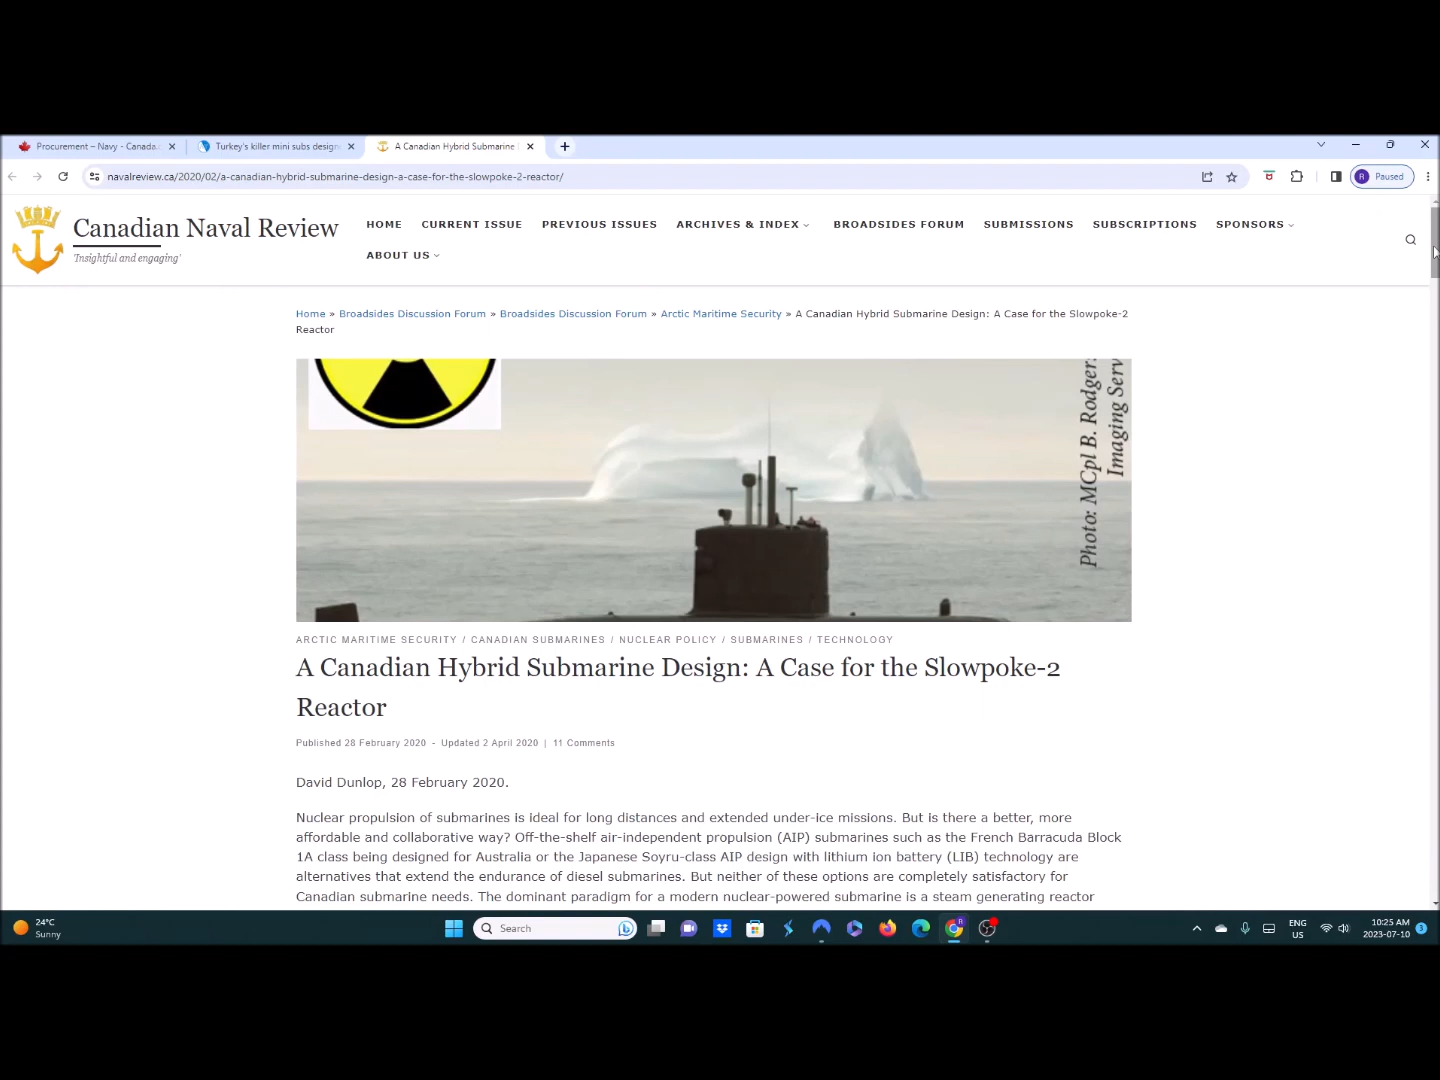 Procurement – Navy - Canada.
Turkey's killer mini subs design
A Canadian Hybrid Submarine
navalreview.ca/2020/02/a-canadian-hybrid-submarine-design-a-case-for-the-slowpoke-2-reactor/
R Paused
Canadian Naval Review
'Insightful and engaging'
HOME CURRENT ISSUE PREVIOUS ISSUES ARCHIVES & INDEX BROADSIDES FORUM SUBMISSIONS SUBSCRIPTIONS SPONSORS
ABOUT US
Home » Broadsides Discussion Forum » Broadsides Discussion Forum » Arctic Maritime Security » A Canadian Hybrid Submarine Design: A Case for the Slowpoke-2
Reactor
Photo: MCpl B. Rodger
Imaging Serv
ARCTIC MARITIME SECURITY / CANADIAN SUBMARINES / NUCLEAR POLICY / SUBMARINES / TECHNOLOGY
A Canadian Hybrid Submarine Design: A Case for the Slowpoke-2
Reactor
Published 28 February 2020 - Updated 2 April 2020 | 11 Comments
David Dunlop, 28 February 2020.
Nuclear propulsion of submarines is ideal for long distances and extended under-ice missions. But is there a better, more
affordable and collaborative way? Off-the-shelf air-independent propulsion (AIP) submarines such as the French Barracuda Block
1A class being designed for Australia or the Japanese Soyru-class AIP design with lithium ion battery (LIB) technology are
alternatives that extend the endurance of diesel submarines. But neither of these options are completely satisfactory for
Canadian submarine needs. The dominant paradigm for a modern nuclear-powered submarine is a steam generating reactor
24°C
Sunny
Search
ENG
US
10:25 AM
2023-07-10
3